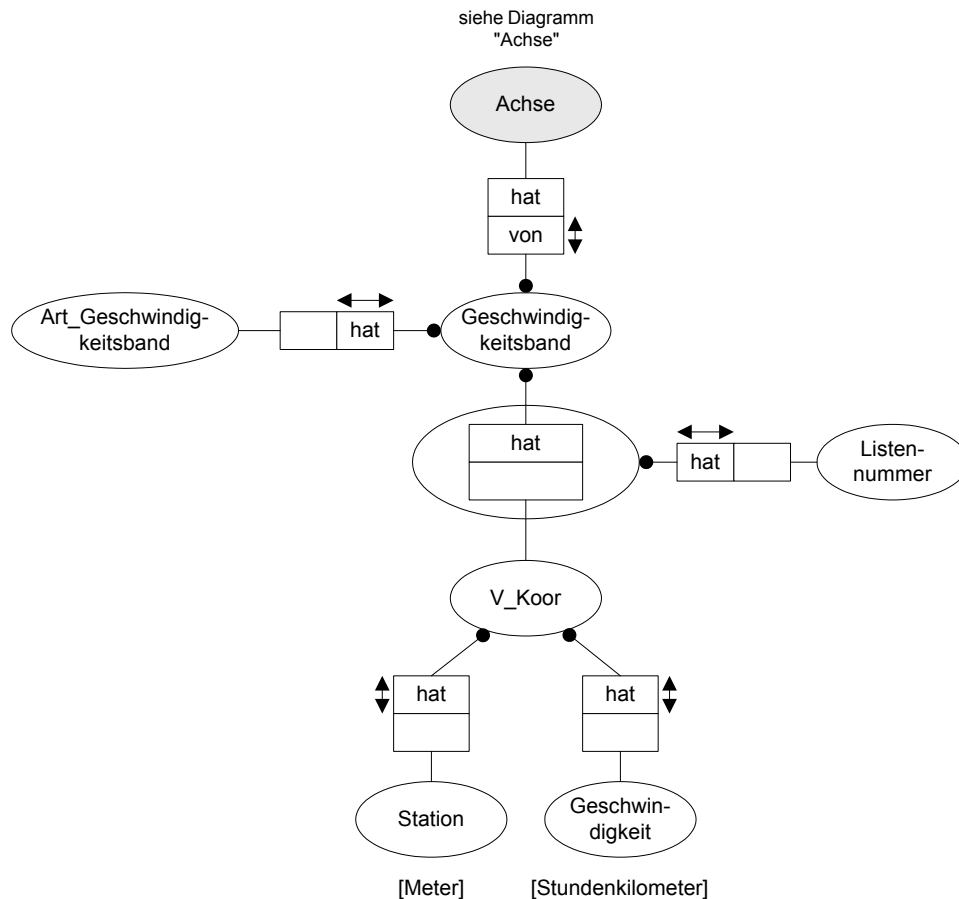 siehe Diagramm
"Achse"
Achse
hat
von
Art_Geschwindig-
keitsband
hat
Geschwindig-
keitsband
hat
hat
Listen-
nummer
V_Koor
hat
hat
Station
Geschwin-
digkeit
[Meter]
[Stundenkilometer]